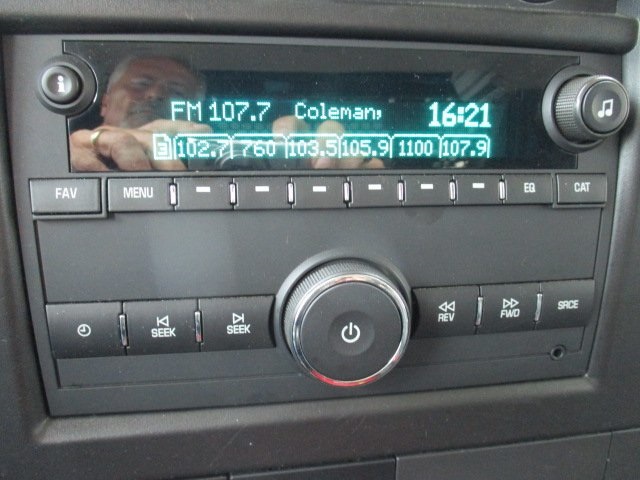 i
FM 107.7 Coleman, 16:21
102.7 760 103.5 105.9 1100 107.9
FAV MENU EQ CAT
SEEK SEEK REV FWD SRCE